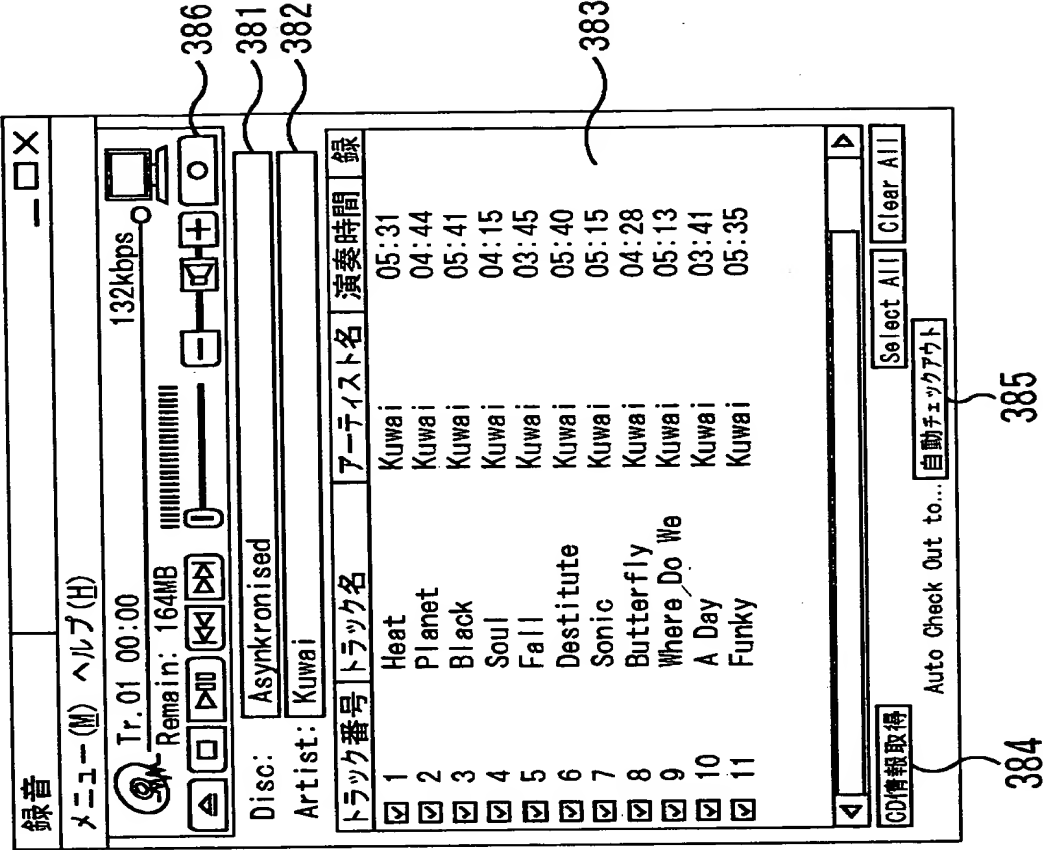 録音
メニュー(M) ヘルプ(H)
Tr.01 00:00 132kbps
Remain: 164MB
386
Disc: Asynkronised
381
Artist: Kuwai
382
トラック番号 トラック名 アーティスト名 演奏時間 録
1 Heat Kuwai 05:31
2 Planet Kuwai 04:44
3 Black Kuwai 05:41
4 Soul Kuwai 04:15
5 Fall Kuwai 03:45
6 Destitute Kuwai 05:40
7 Sonic Kuwai 05:15
8 Butterfly Kuwai 04:28
9 Where Do We Kuwai 05:13
10 A Day Kuwai 03:41
11 Funky Kuwai 05:35
383
CD情報取得 Select All Clear All
Auto Check Out to... 自動チェックアウト
384
385